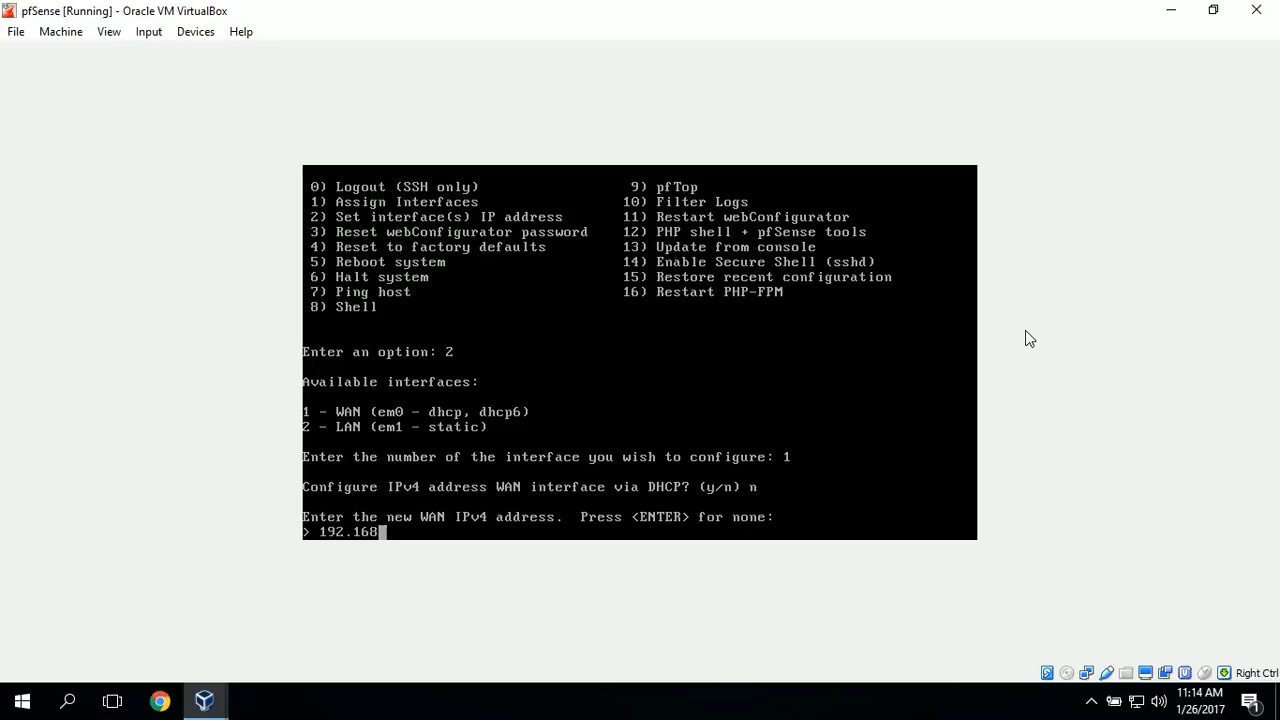 pfSense [Running] - Oracle VM VirtualBox
File Machine View Input Devices Help
0) Logout (SSH only) 9) pfTop
1) Assign Interfaces 10) Filter Logs
2) Set interface(s) IP address 11) Restart webConfigurator
3) Reset webConfigurator password 12) PHP shell + pfSense tools
4) Reset to factory defaults 13) Update from console
5) Reboot system 14) Enable Secure Shell (sshd)
6) Halt system 15) Restore recent configuration
7) Ping host 16) Restart PHP-FPM
8) Shell
Enter an option: 2
Available interfaces:
1 - WAN (em0 - dhcp, dhcp6)
2 - LAN (em1 - static)
Enter the number of the interface you wish to configure: 1
Configure IPv4 address WAN interface via DHCP? (y/n) n
Enter the new WAN IPv4 address. Press <ENTER> for none:
> 192.168
Right Ctrl
11:14 AM
1/26/2017
1